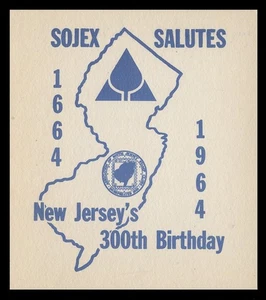 SOJEX SALUTES
1664
1964
New Jersey's
300th Birthday